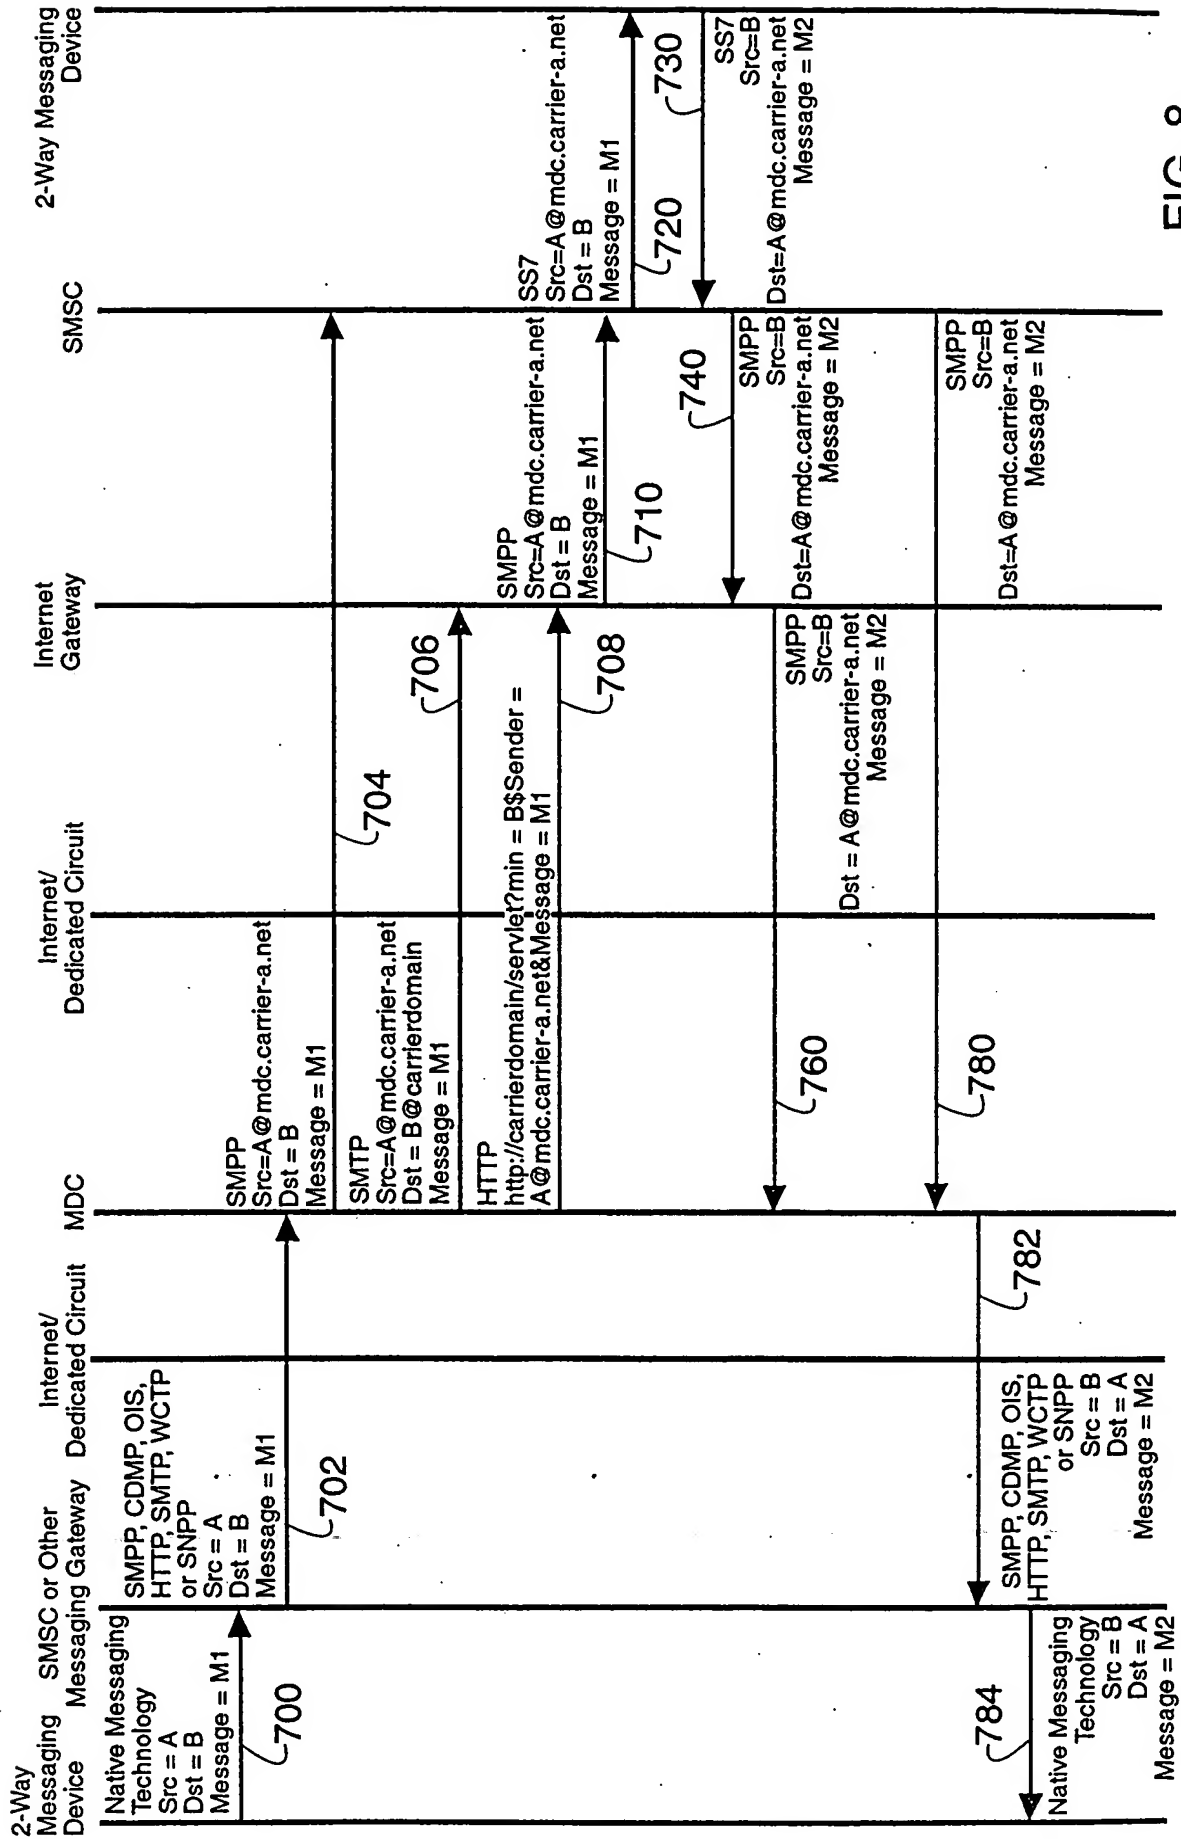 2-Way
Messaging
Device
SMSC or Other
Messaging Gateway
Internet/
Dedicated Circuit
MDC
Internet/
Dedicated Circuit
Internet
Gateway
SMSC
2-Way Messaging
Device
Native Messaging
Technology
Src = A
Dst = B
Message = M1
700
SMPP, CDMP, OIS,
HTTP, SMTP, WCTP
or SNPP
Src = A
Dst = B
Message = M1
702
SMPP
Src=A@mdc.carrier-a.net
Dst = B
Message = M1
704
SMTP
Src=A@mdc.carrier-a.net
Dst = B@carrierdomain
Message = M1
706
HTTP
http://carrierdomain/servlet?min = B$Sender =
A@mdc.carrier-a.net&Message = M1
708
SMPP
Src=A@mdc.carrier-a.net
Dst = B
Message = M1
710
SS7
Src=A@mdc.carrier-a.net
Dst = B
Message = M1
720
730
SS7
Src=B
Dst=A@mdc.carrier-a.net
Message = M2
740
SMPP
Src=B
Dst=A@mdc.carrier-a.net
Message = M2
760
SMPP
Src=B
Dst = A@mdc.carrier-a.net
Message = M2
780
SMPP
Src=B
Dst=A@mdc.carrier-a.net
Message = M2
782
SMPP, CDMP, OIS,
HTTP, SMTP, WCTP
or SNPP
Src = B
Dst = A
Message = M2
784
Native Messaging
Technology
Src = B
Dst = A
Message = M2
FIG. 8